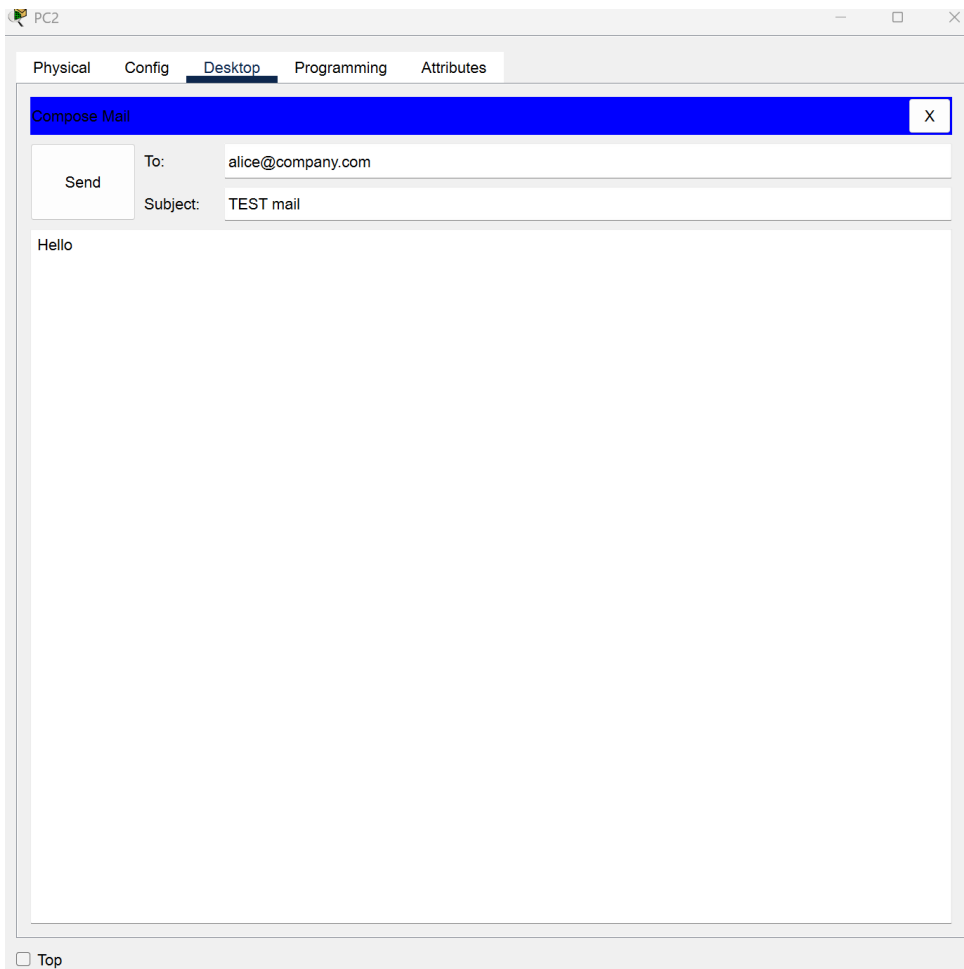 PC2
Physical Config Desktop Programming Attributes
Compose Mail X
Send
To: alice@company.com
Subject: TEST mail
Hello
Top